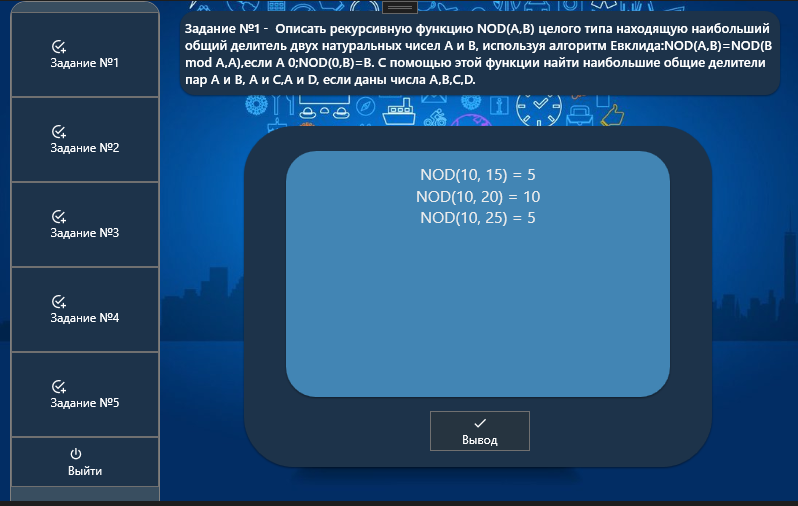 Задание №1 -  Описать рекурсивную функцию NOD(A,B) целого типа находящую наибольший
общий делитель двух натуральных чисел A и B, используя алгоритм Евклида:NOD(A,B)=NOD(B
mod A,A),если A 0;NOD(0,B)=B. С помощью этой функции найти наибольшие общие делители
пар A и B, A и C,A и D, если даны числа A,B,C,D.
Задание №1
Задание №2
Задание №3
Задание №4
Задание №5
Выйти
NOD(10, 15) = 5
NOD(10, 20) = 10
NOD(10, 25) = 5
Вывод